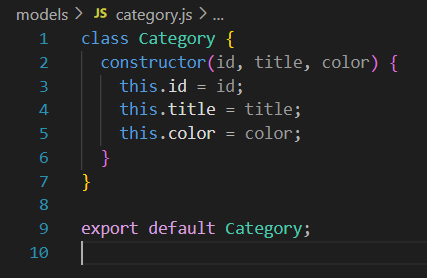 models > JS category.js > ...
1 class Category {
2   constructor(id, title, color) {
3     this.id = id;
4     this.title = title;
5     this.color = color;
6   }
7 }
8
9 export default Category;
10